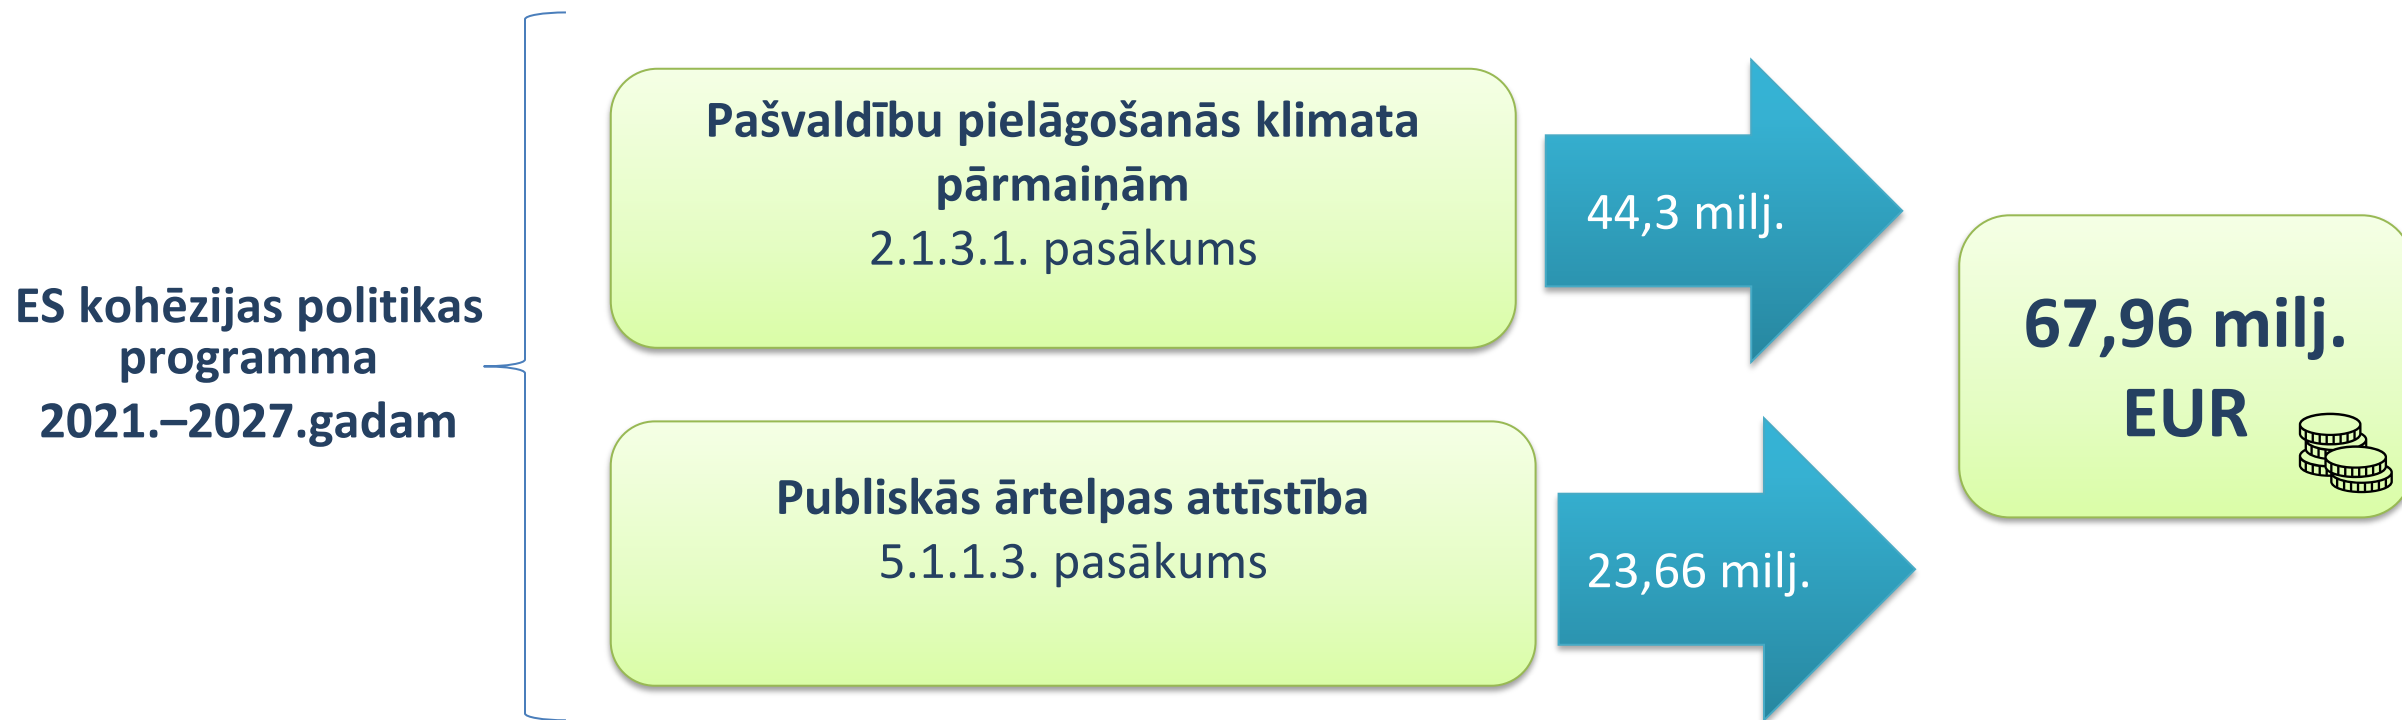 ES kohēzijas politikas
programma
2021.–2027.gadam
Pašvaldību pielāgošanās klimata
pārmaiņām
2.1.3.1. pasākums
44,3 milj.
Publiskās ārtelpas attīstība
5.1.1.3. pasākums
23,66 milj.
67,96 milj.
EUR